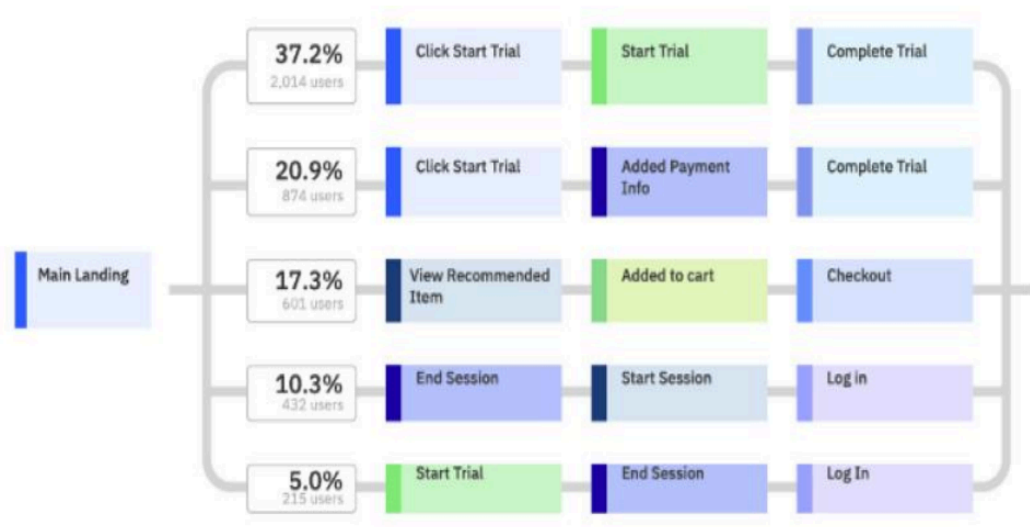 37.2%
2,014 users
Click Start Trial
Start Trial
Complete Trial
20.9%
874 users
Click Start Trial
Added Payment
Info
Complete Trial
Main Landing
17.3%
601 users
View Recommended
Item
Added to cart
Checkout
10.3%
432 users
End Session
Start Session
Log in
5.0%
215 users
Start Trial
End Session
Log In